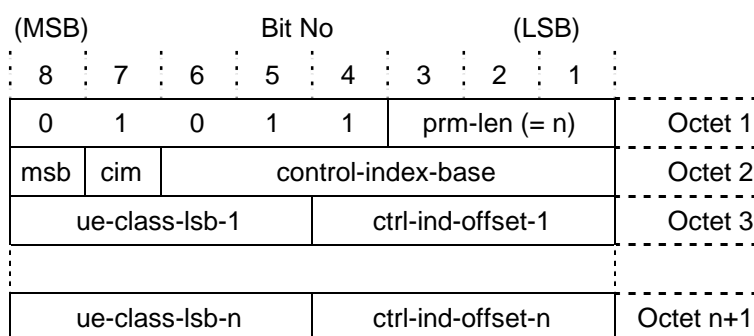 (MSB) Bit No (LSB)
8 7 6 5 4 3 2 1
0 1 0 1 1 prm-len (= n) Octet 1
msb cim control-index-base Octet 2
ue-class-lsb-1 ctrl-ind-offset-1 Octet 3
ue-class-lsb-n ctrl-ind-offset-n Octet n+1